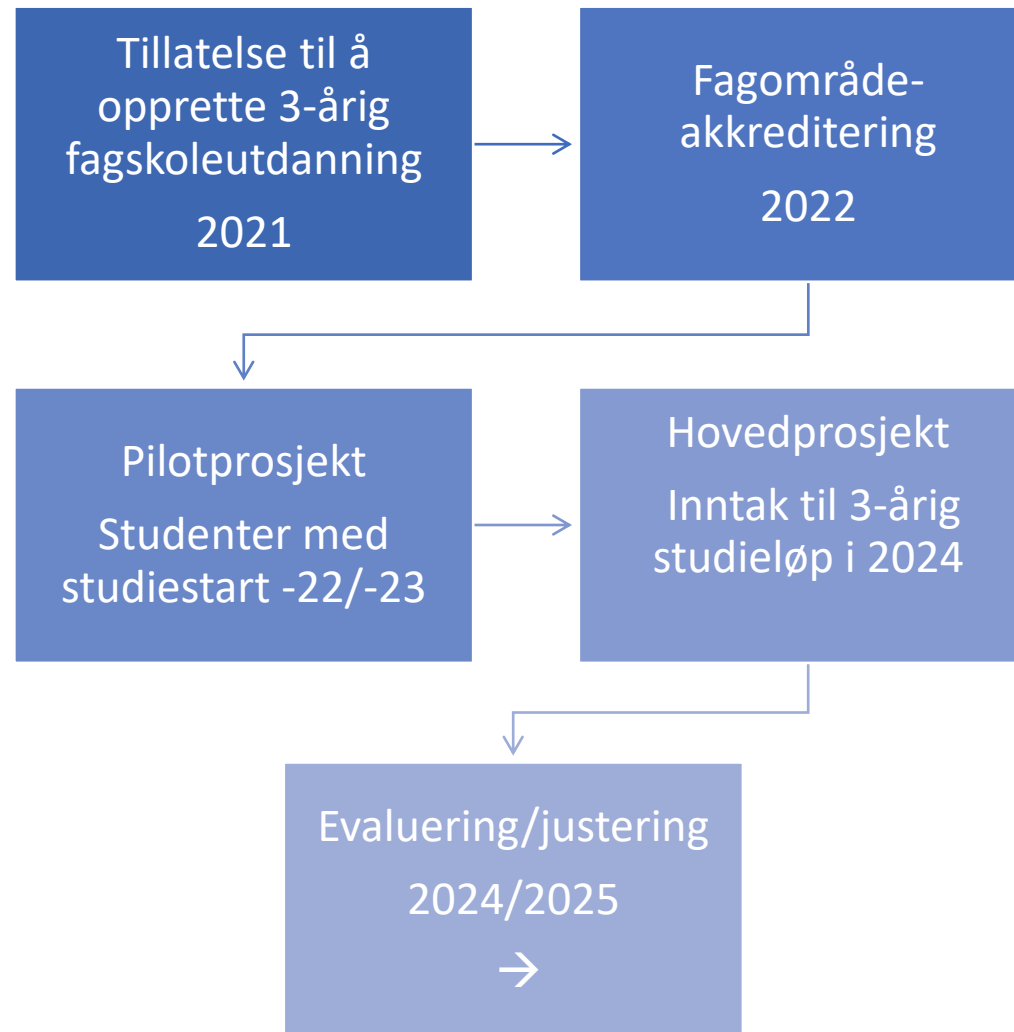 Tillatelse til å
opprette 3-årig
fagskoleutdanning
2021
Fagområde-
akkreditering
2022
Pilotprosjekt
Studenter med
studiestart -22/-23
Hovedprosjekt
Inntak til 3-årig
studieløp i 2024
Evaluering/justering
2024/2025
→